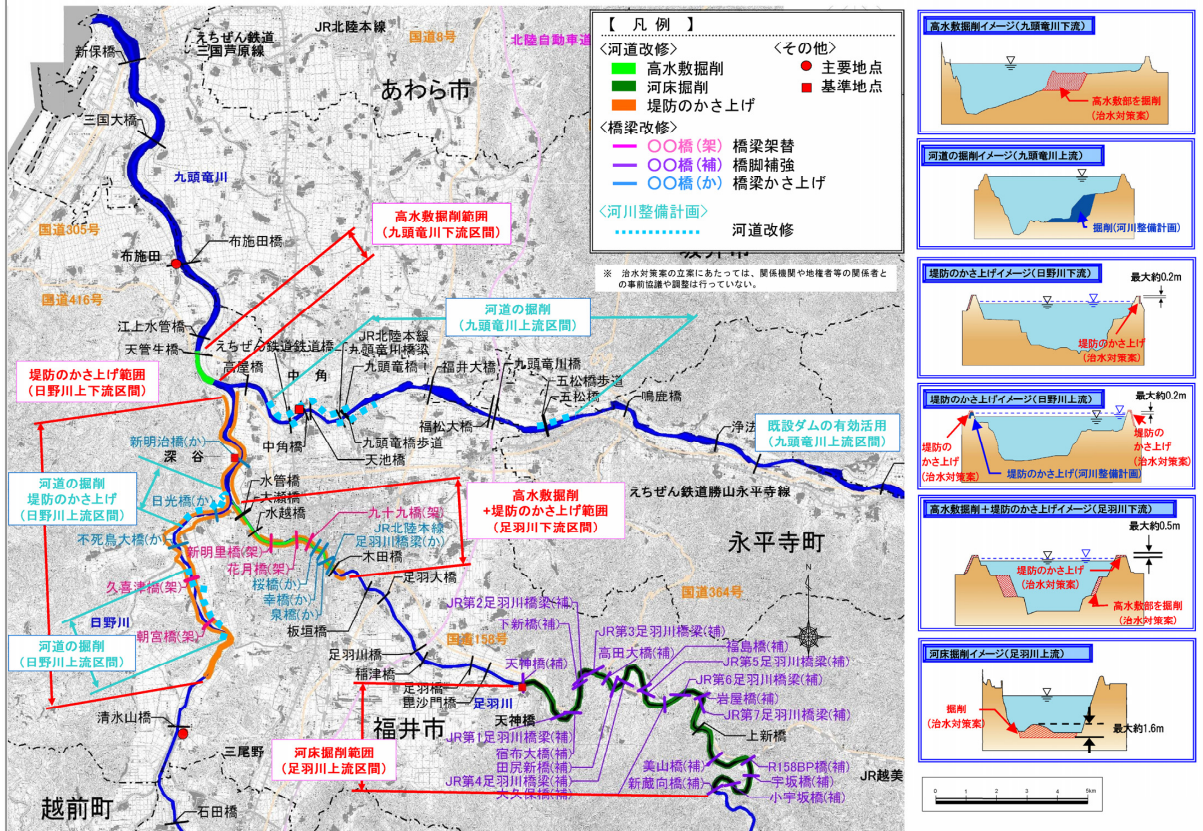 えちぜん鉄道
三国芦原線
JR北陸本線
国道8号
北陸自動車道
新保橋
あわら市
三国大橋
九頭竜川
国道305号
布施田橋
布施田
国道416号
江上水管橋
天菅生橋
高水敷掘削範囲
(九頭竜川下流区間)
【 凡 例 】
<河道改修>
高水敷掘削
河床掘削
堤防のかさ上げ
<その他>
主要地点
基準地点
<橋梁改修>
〇〇橋(架) 橋梁架替
〇〇橋(補) 橋脚補強
〇〇橋(か) 橋梁かさ上げ
<河川整備計画>
河道改修
※ 治水対策案の立案にあたっては、関係機関や地権者等の関係者と
の事前協議や調整は行っていない。
河道の掘削
(九頭竜川上流区間)
えちぜん鉄道鉄道橋
JR北陸本線
九頭竜川橋梁
高屋橋
中角
九頭竜橋
福井大橋
九頭竜川橋
五松橋歩道
五松橋
鳴鹿橋
中角橋
天池橋
九頭竜橋歩道
福松大橋
浄法
既設ダムの有効活用
(九頭竜川上流区間)
えちぜん鉄道勝山永平寺線
堤防のかさ上げ範囲
(日野川上下流区間)
新明治橋(か)
深谷
河道の掘削
堤防のかさ上げ
(日野川上流区間)
日光橋(か)
水管橋
大瀬橋
水越橋
不死鳥大橋(か)
高水敷掘削
+堤防のかさ上げ範囲
(足羽川下流区間)
九十九橋(架)
JR北陸本線
足羽川橋梁(か)
新明里橋(架)
花月橋(架)
木田橋
桜橋(か)
幸橋(か)
泉橋(か)
足羽大橋
板垣橋
久喜津橋(架)
日野川
朝宮橋(架)
河道の掘削
(日野川上流区間)
永平寺町
国道364号
国道158号
足羽川橋
稲津橋
足羽橋
毘沙門橋
足羽川
天神橋
福井市
河床掘削範囲
(足羽川上流区間)
JR第2足羽川橋梁(補)
下新橋(補)
天神橋(補)
JR第3足羽川橋梁(補)
高田大橋(補)
福島橋(補)
JR第5足羽川橋梁(補)
JR第6足羽川橋梁(補)
岩屋橋(補)
JR第7足羽川橋梁(補)
上新橋
JR第1足羽川橋梁(補)
宿布大橋(補)
田尻新橋(補)
JR第4足羽川橋梁(補)
大久保橋(補)
美山橋(補)
新蔵向橋(補)
R158BP橋(補)
宇坂橋(補)
小宇坂橋(補)
JR越美
清水山橋
三尾野
越前町
石田橋
N
高水敷掘削イメージ(九頭竜川下流)
高水敷部を掘削
(治水対策案)
河道の掘削イメージ(九頭竜川上流)
掘削(河川整備計画)
堤防のかさ上げイメージ(日野川下流)
最大約0.2m
堤防のかさ上げ
(治水対策案)
堤防のかさ上げイメージ(日野川上流)
最大約0.2m
堤防の
かさ上げ
(治水対策案)
堤防の
かさ上げ
(治水対策案)
堤防のかさ上げ(河川整備計画)
高水敷掘削+堤防のかさ上げイメージ(足羽川下流)
最大約0.5m
堤防のかさ上げ
(治水対策案)
高水敷部を掘削
(治水対策案)
河床掘削イメージ(足羽川上流)
掘削
(治水対策案)
最大約1.6m
0 1 2 3 4 5km